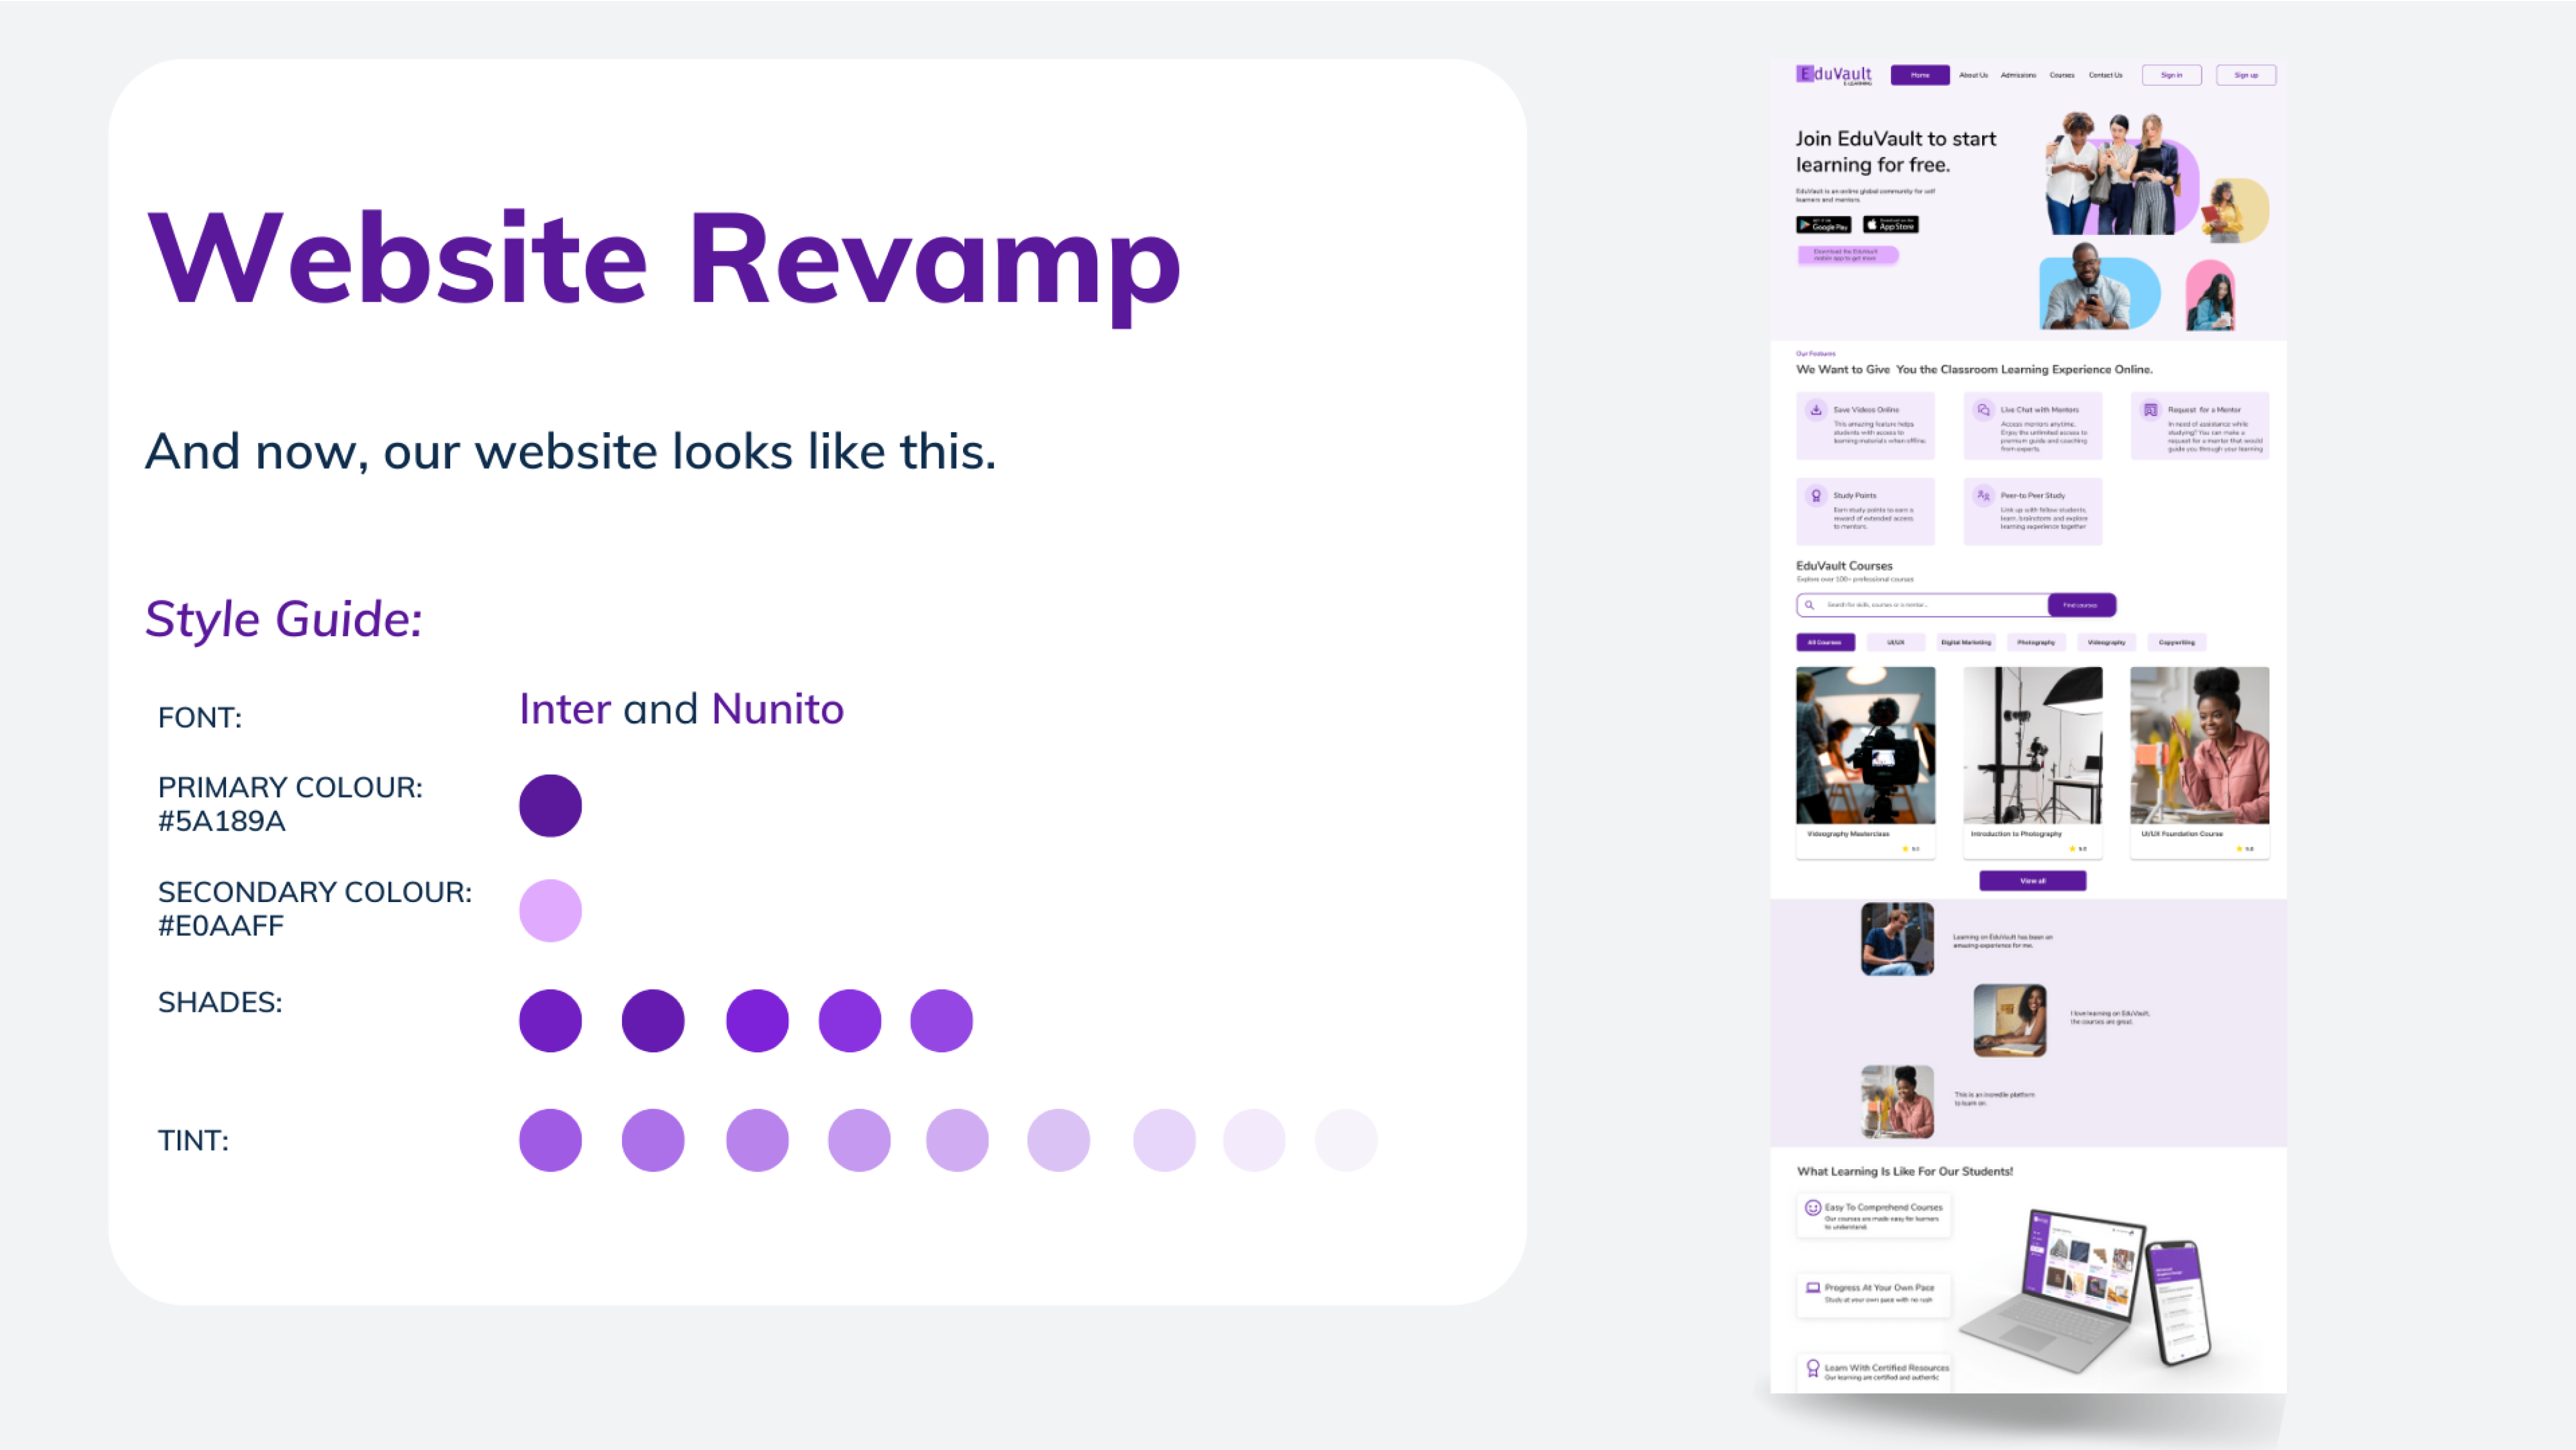 Website Revamp
And now, our website looks like this.
Style Guide:
FONT:
Inter and Nunito
PRIMARY COLOUR:
#5A189A
SECONDARY COLOUR:
#E0AAFF
SHADES:
TINT:
EduVault
E-LEARNING
Home
About Us
Admissions
Courses
Contact Us
Sign in
Sign up
Join EduVault to start
learning for free.
EduVault is an online global community for self
learners and mentors.
GET IT ON
Google Play
Download on the
App Store
Download the EduVault
mobile app to get more
Our Features
We Want to Give You the Classroom Learning Experience Online.
Save Videos Online
This amazing feature helps
students with access to
learning materials when offline.
Live Chat with Mentors
Access mentors anytime.
Enjoy the unlimited access to
premium guide and coaching
from experts.
Request for a Mentor
In need of assistance while
studying? You can make a
request for a mentor that would
guide you through your learning
Study Points
Earn study points to earn a
reward of extended access
to mentors.
Peer-to Peer Study
Link up with fellow students,
learn, brainstorm and explore
learning experience together
EduVault Courses
Explore over 100+ professional courses
Search for skills, courses or a mentor...
Find courses
All Courses
UI/UX
Digital Marketing
Photography
Videography
Copywriting
Videography Masterclass
5.0
Introduction to Photography
5.0
UI/UX Foundation Course
5.0
View all
Learning on EduVault has been an
amazing experience for me.
I love learning on EduVault,
the courses are great.
This is an incredible platform
to learn on.
What Learning Is Like For Our Students!
Easy To Comprehend Courses
Our courses are made easy for learners
to understand.
Progress At Your Own Pace
Study at your own pace with no rush
Learn With Certified Resources
Our learning are certified and authentic